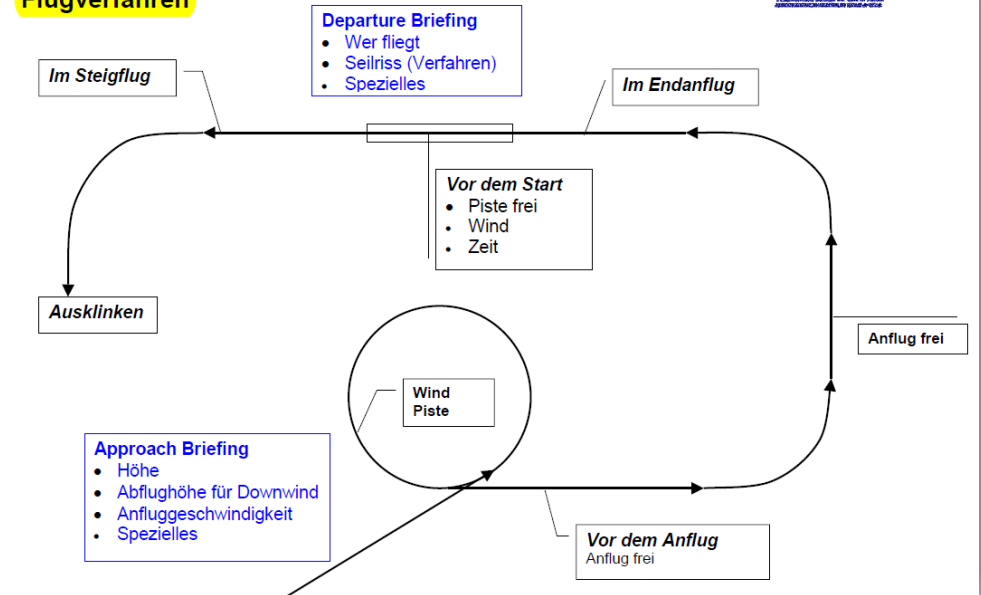 Flugverfahren
Departure Briefing
• Wer fliegt
• Seilriss (Verfahren)
• Spezielles
Im Steigflug
Im Endanflug
Vor dem Start
• Piste frei
• Wind
• Zeit
Ausklinken
Anflug frei
Wind
Piste
Approach Briefing
• Höhe
• Abflughöhe für Downwind
• Anfluggeschwindigkeit
• Spezielles
Vor dem Anflug
Anflug frei